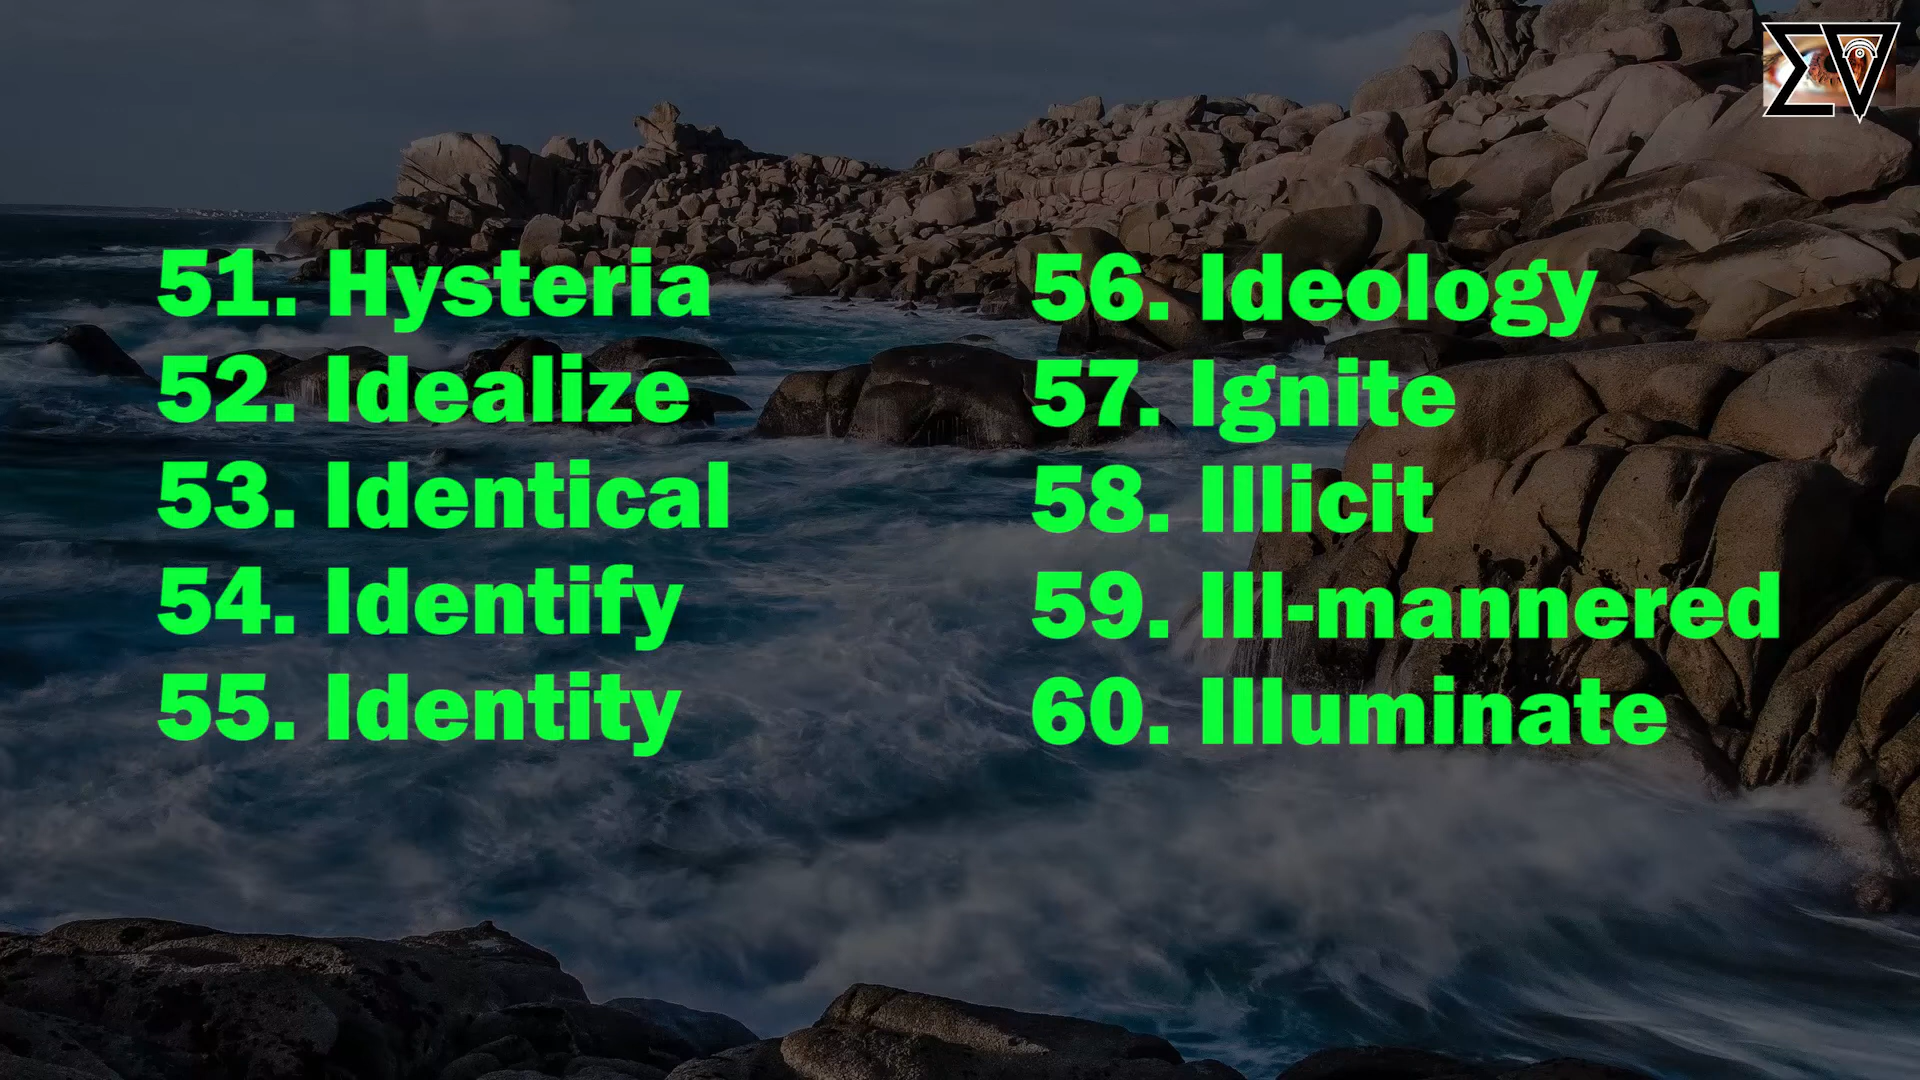 51. Hysteria
52. Idealize
53. Identical
54. Identify
55. Identity
56. Ideology
57. Ignite
58. Illicit
59. Ill-mannered
60. Illuminate